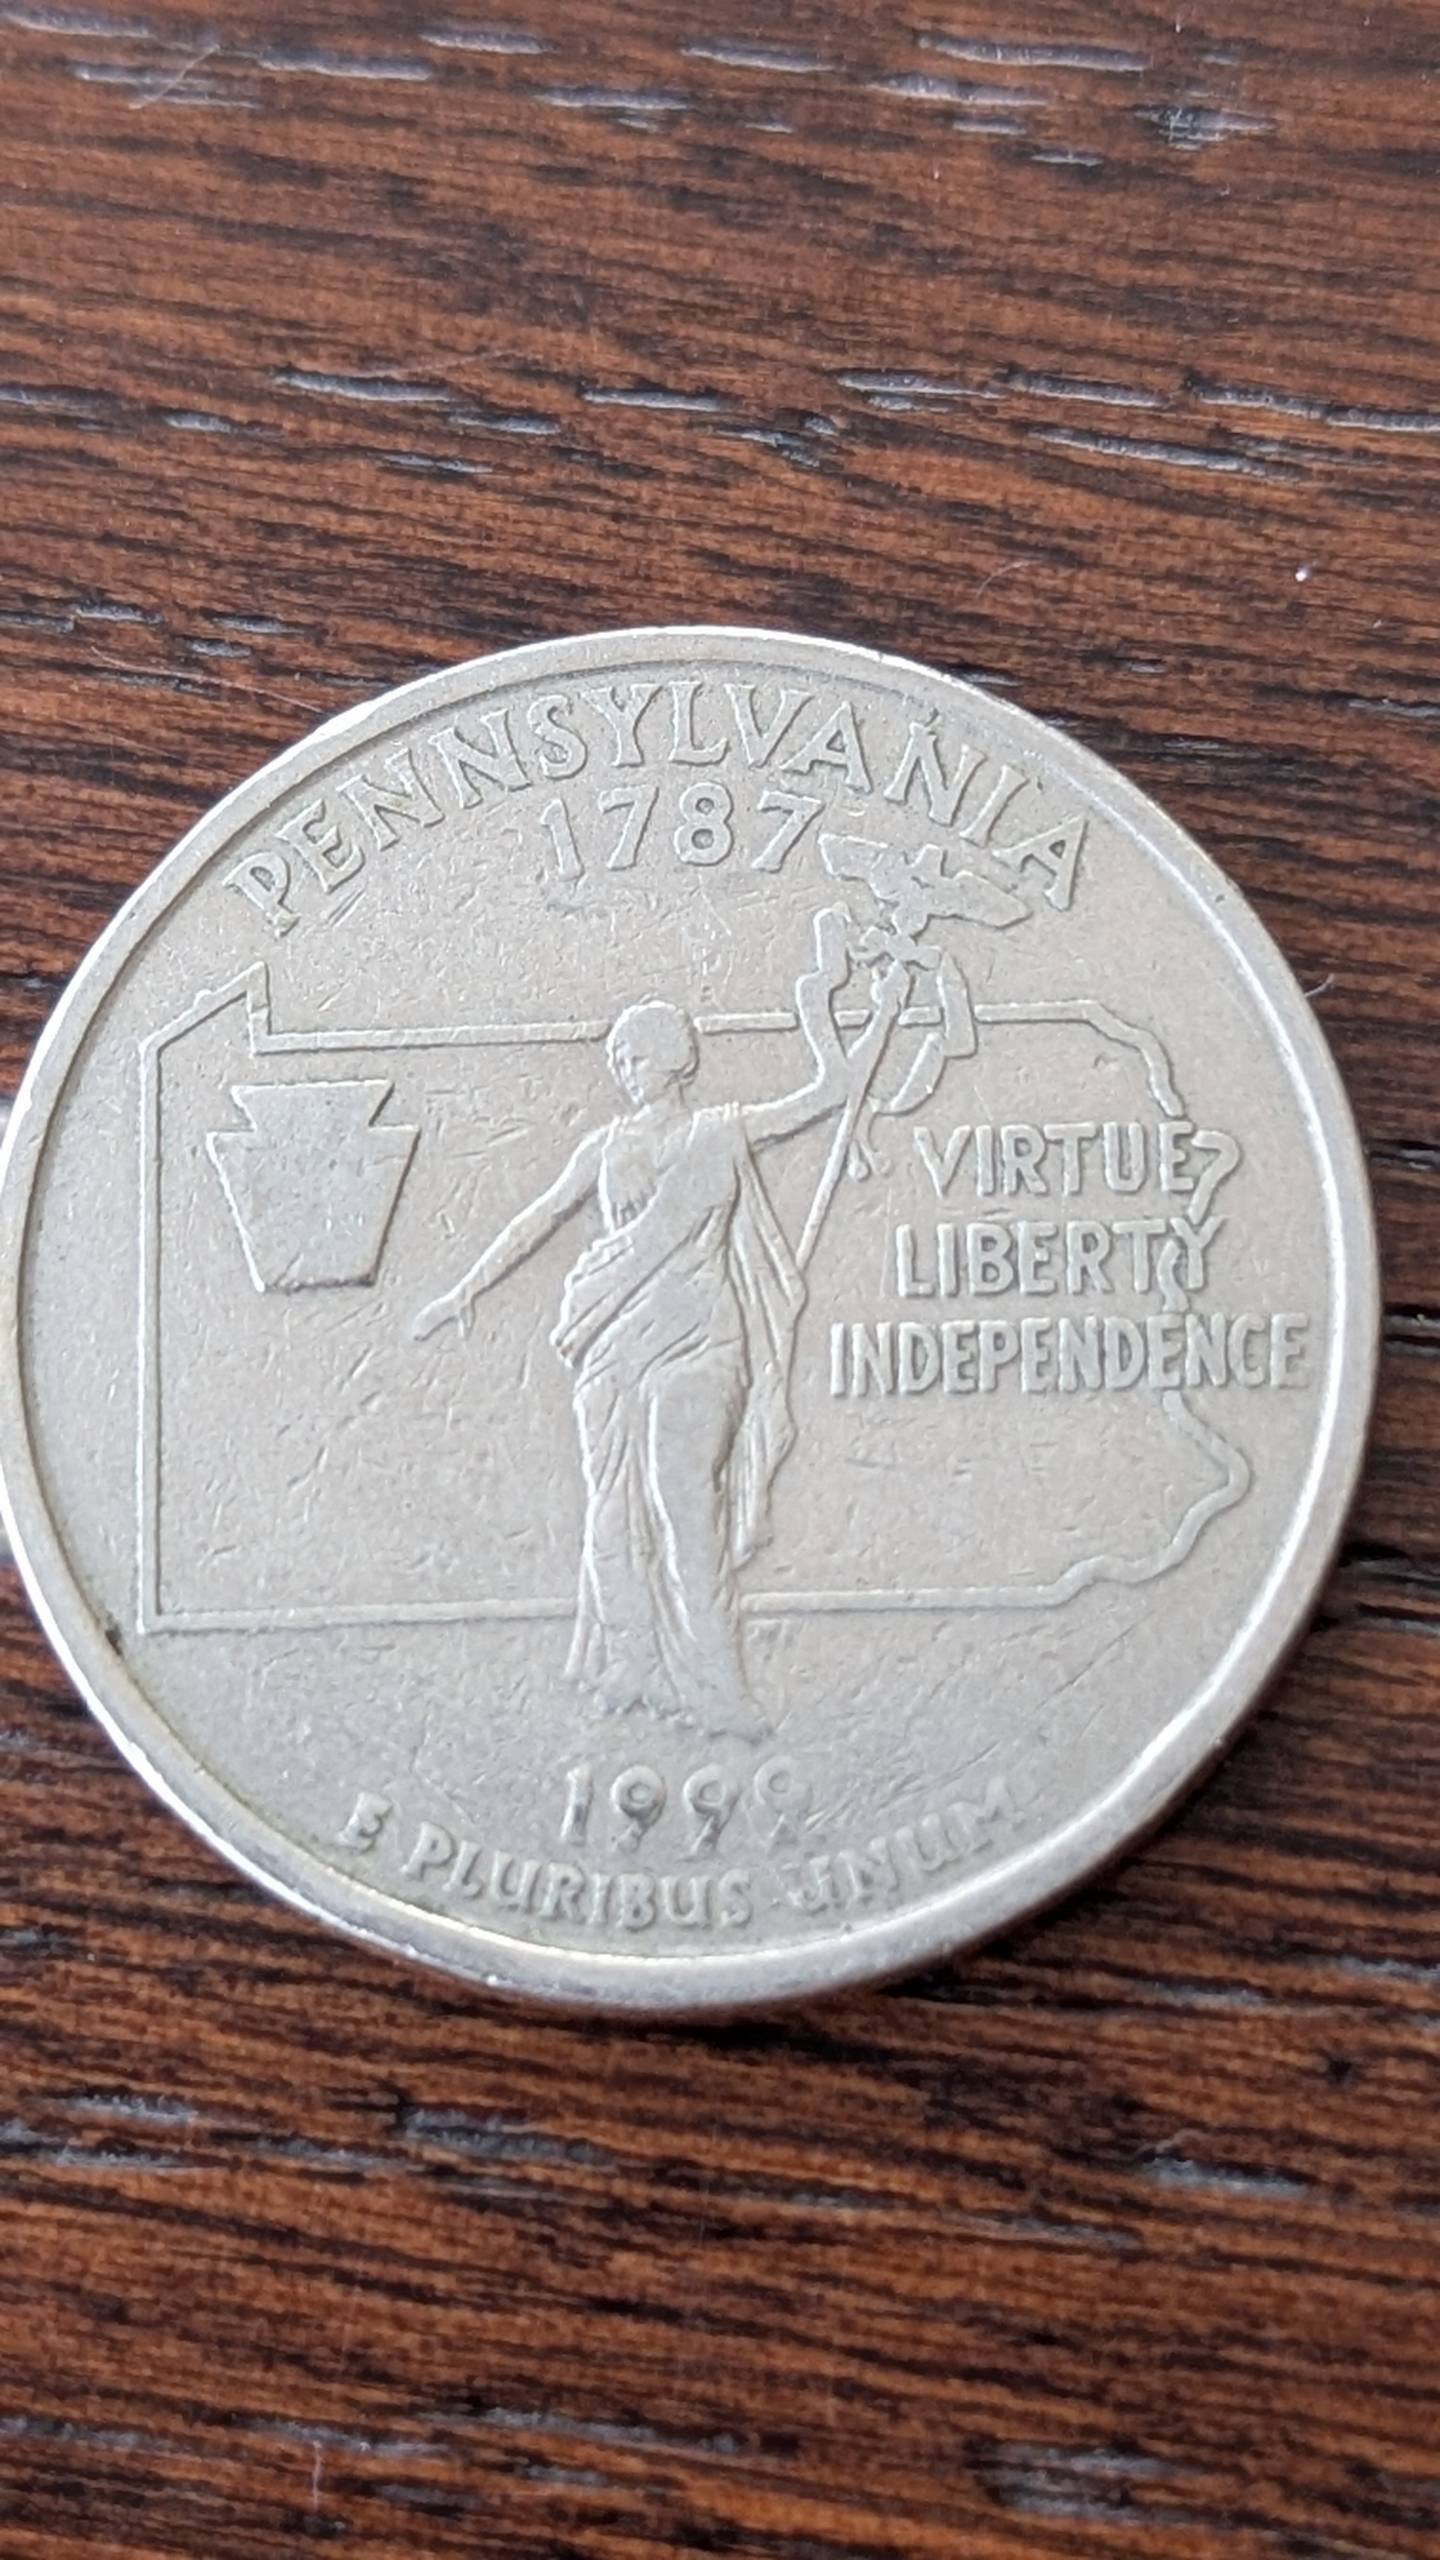 PENNSYLVANIA
1787
VIRTUE
LIBERTY
INDEPENDENCE
1999
E PLURIBUS UNUM